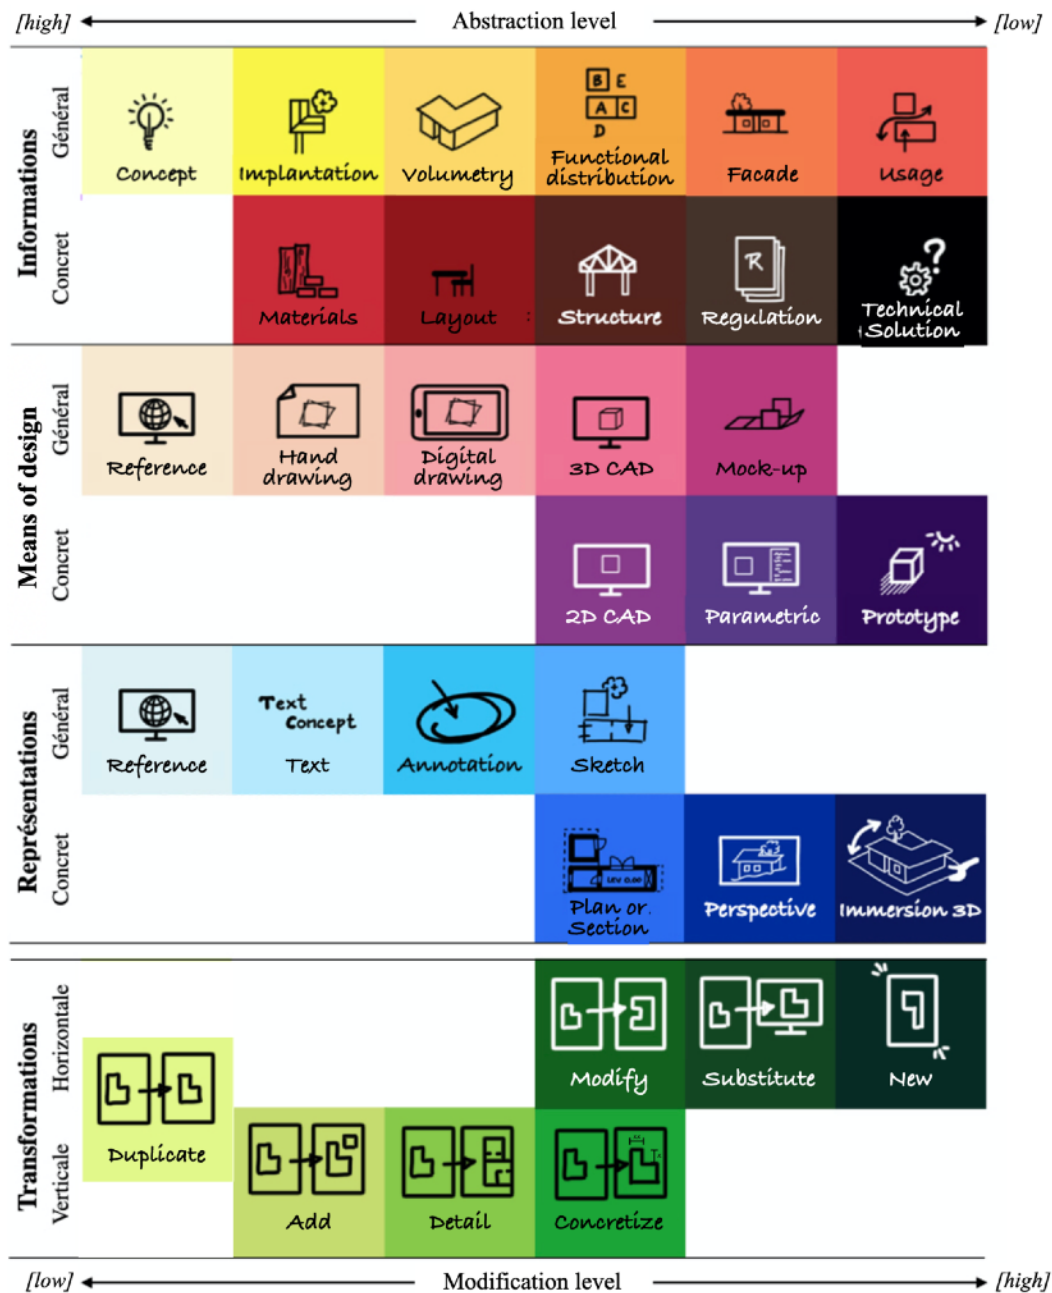 [high] Abstraction level [low]
Informations
Général
Concept
Implantation
Volumetry
B E
A C
D
Functional
distribution
Facade
Usage
Concret
Materials
Layout
Structure
R
Regulation
?
Technical
Solution
Means of design
Général
Reference
Hand
drawing
Digital
drawing
3D CAD
Mock-up
Concret
2D CAD
Parametric
Prototype
Représentations
Général
Reference
Text
Concept
Text
Annotation
Sketch
Concret
Plan or
Section
Perspective
Immersion 3D
Transformations
Horizontale
Modify
Substitute
New
Duplicate
Verticale
Add
Detail
Concretize
[low] Modification level [high]